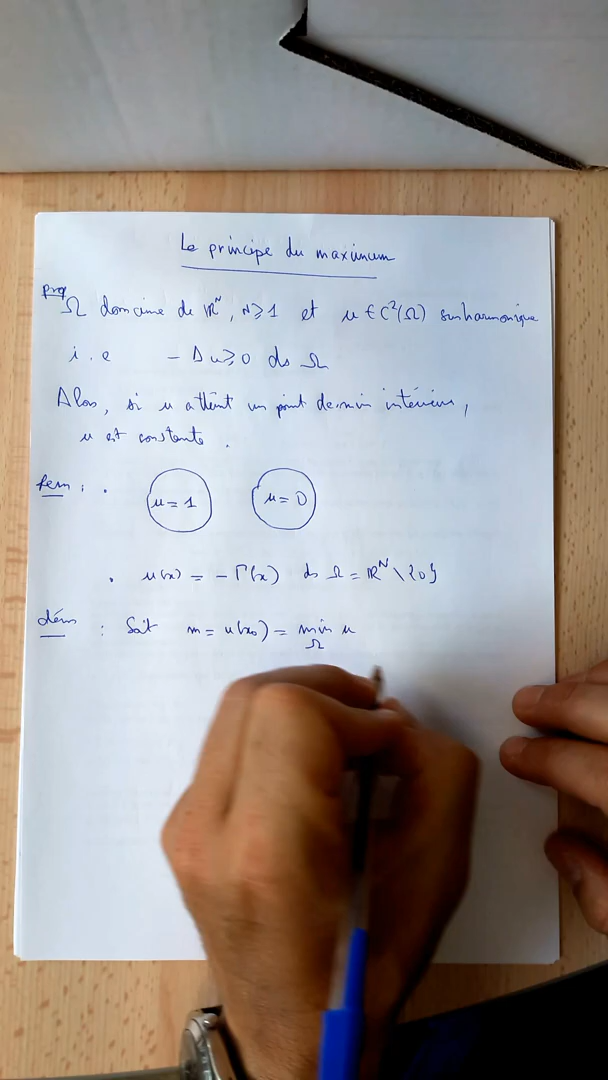 Le principe du maximum
Prop Ω domaine de ℝᴺ, N ≥ 1 et u ∈ C²(Ω) surharmonique
i.e - Δu ≥ 0 ds Ω
Alors, si u atteint un point de min intérieur,
u est constante.
Rem : . u = 1 u = 0
. u(x) = - Γ(x) ds Ω = ℝᴺ \ {0}
dém : Soit m = u(x₀) = min u
Ω